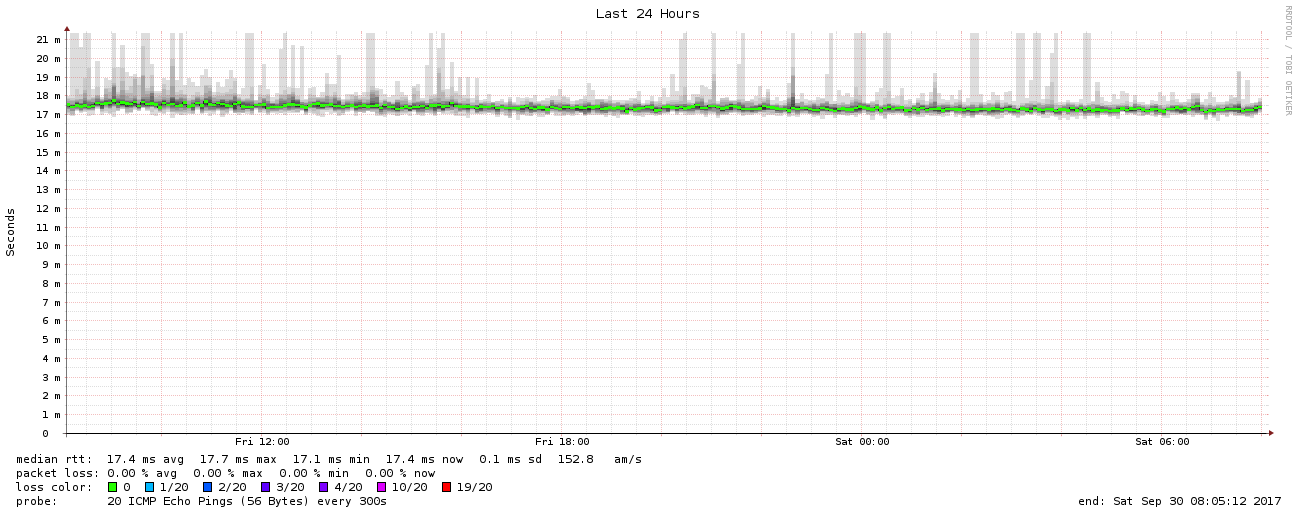 Last 24 Hours
RRDTOOL / TOBI OETIKER
Seconds
21 m
20 m
19 m
18 m
17 m
16 m
15 m
14 m
13 m
12 m
11 m
10 m
9 m
8 m
7 m
6 m
5 m
4 m
3 m
2 m
1 m
0
Fri 12:00 Fri 18:00 Sat 00:00 Sat 06:00
median rtt: 17.4 ms avg 17.7 ms max 17.1 ms min 17.4 ms now 0.1 ms sd 152.8 am/s
packet loss: 0.00 % avg 0.00 % max 0.00 % min 0.00 % now
loss color: 0 1/20 2/20 3/20 4/20 10/20 19/20
probe: 20 ICMP Echo Pings (56 Bytes) every 300s end: Sat Sep 30 08:05:12 2017